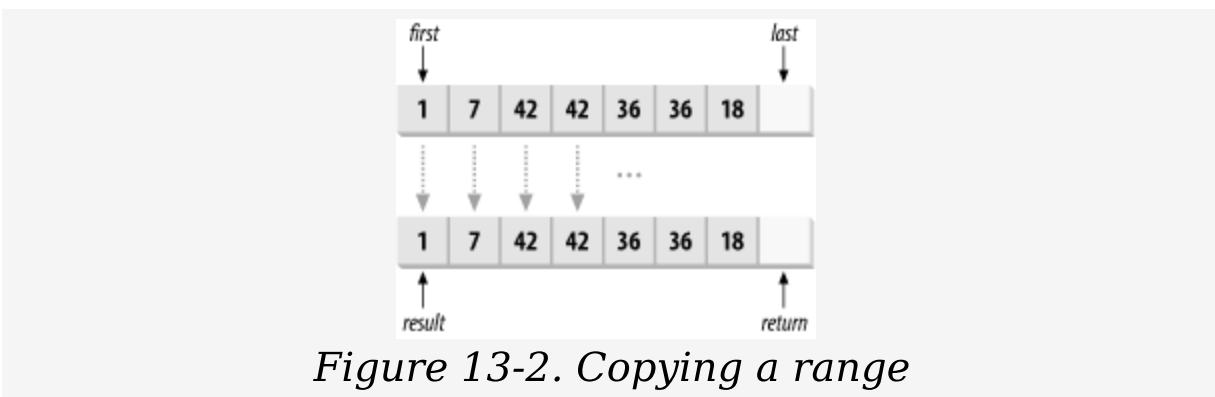 first last
1 7 42 42 36 36 18
...
1 7 42 42 36 36 18
result return
Figure 13-2. Copying a range